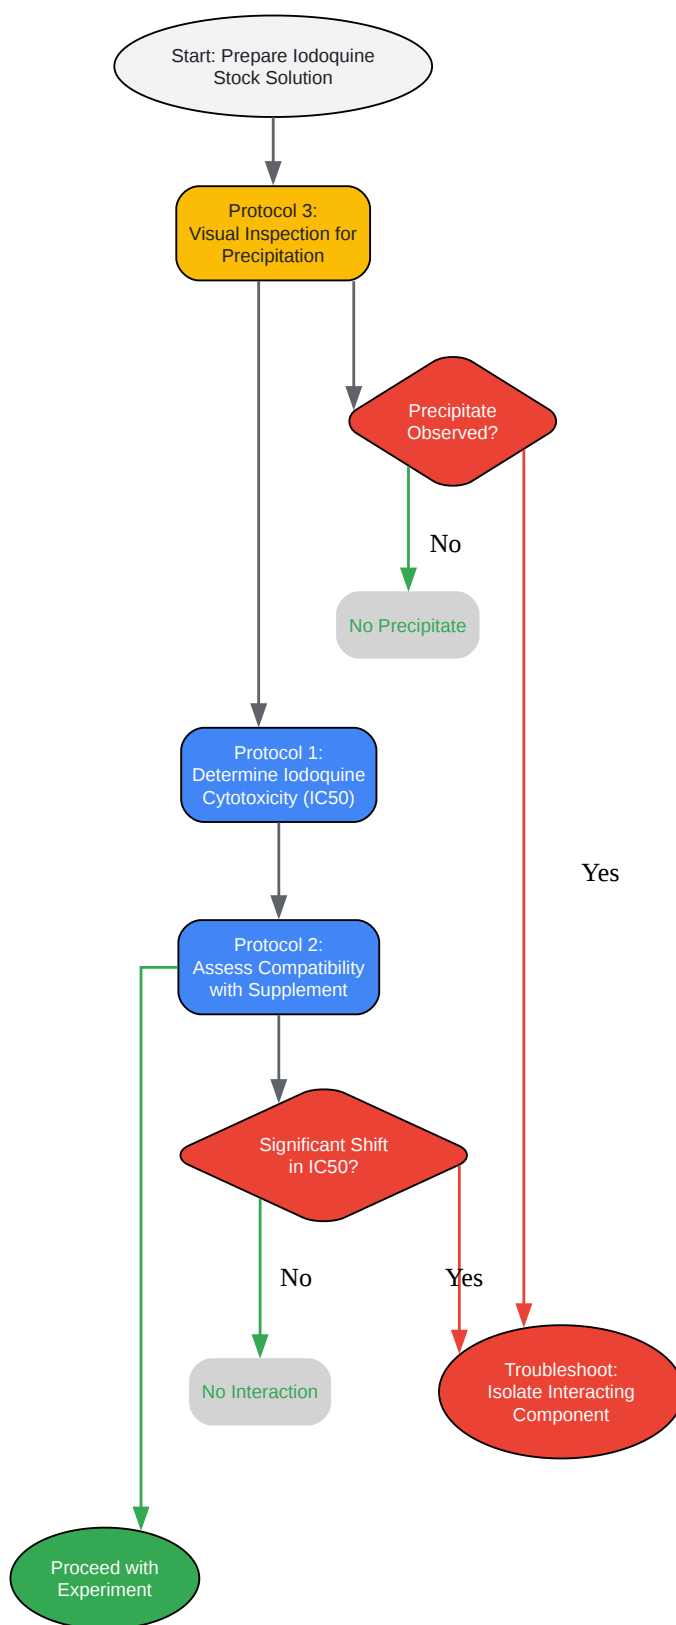 Start: Prepare Iodoquine
Stock Solution
Protocol 3:
Visual Inspection for
Precipitation
Precipitate
Observed?
No
No Precipitate
Protocol 1:
Determine Iodoquine
Cytotoxicity (IC50)
Yes
Protocol 2:
Assess Compatibility
with Supplement
Significant Shift
in IC50?
No
Yes
No Interaction
Troubleshoot:
Isolate Interacting
Component
Proceed with
Experiment